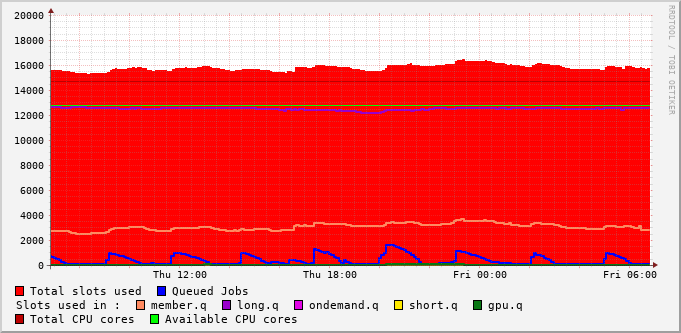 20000
18000
16000
14000
12000
10000
8000
6000
4000
2000
0
Thu 12:00 Thu 18:00 Fri 00:00 Fri 06:00
RRDTOOL / TOBI OETIKER
Total slots used Queued Jobs
Slots used in : member.q long.q ondemand.q short.q gpu.q
Total CPU cores Available CPU cores